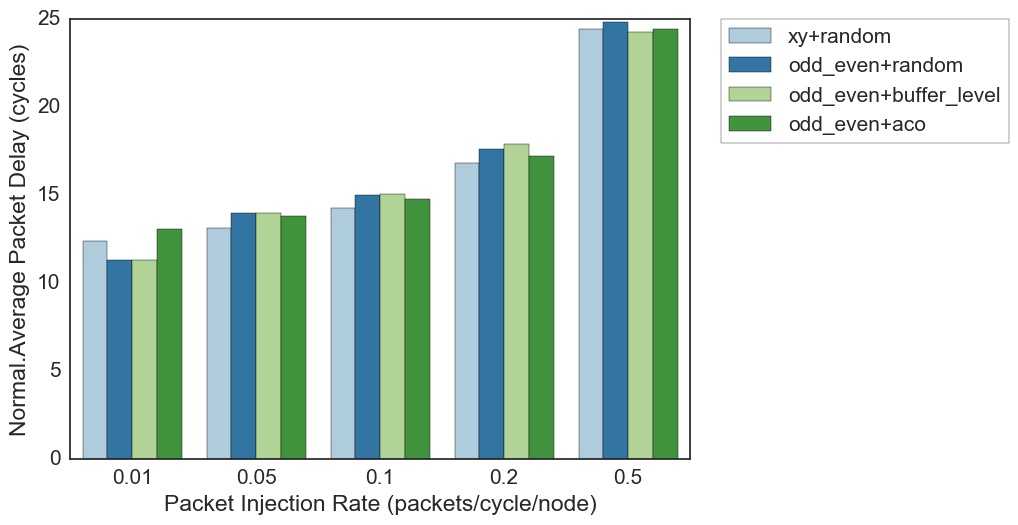 Normal.Average Packet Delay (cycles)
25
20
15
10
5
0
0.01 0.05 0.1 0.2 0.5
Packet Injection Rate (packets/cycle/node)
xy+random
odd_even+random
odd_even+buffer_level
odd_even+aco